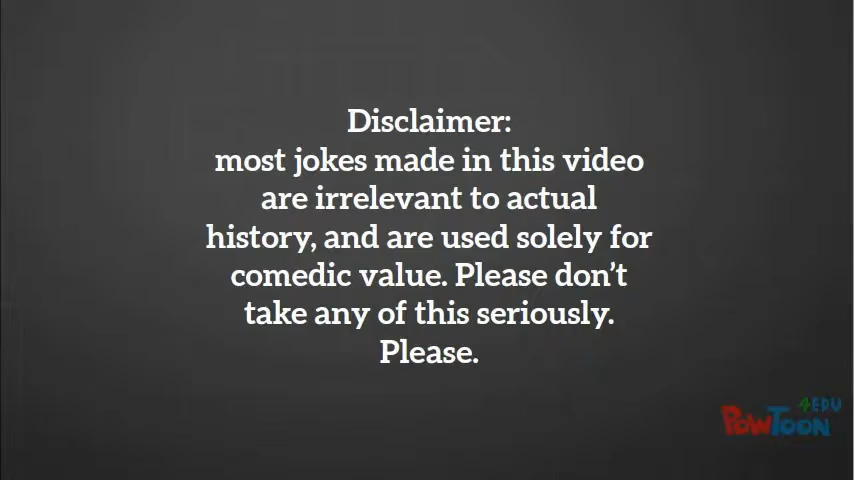 Disclaimer:
most jokes made in this video
are irrelevant to actual
history, and are used solely for
comedic value. Please don’t
take any of this seriously.
Please.
4EDU
PowToon